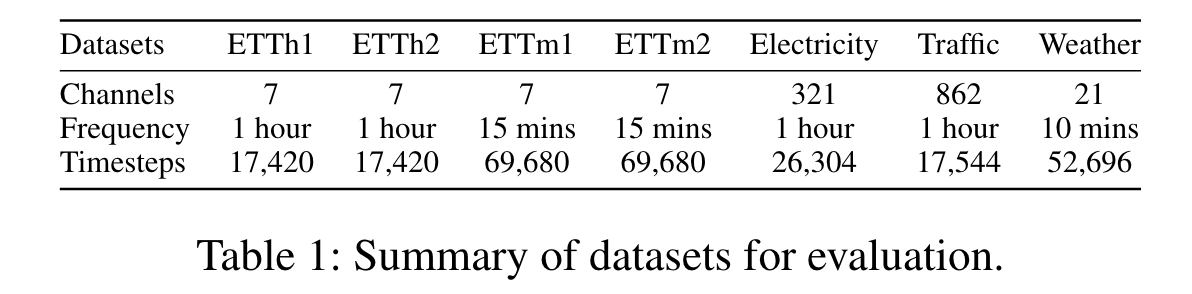 Datasets ETTh1 ETTh2 ETTm1 ETTm2 Electricity Traffic Weather
Channels 7 7 7 7 321 862 21
Frequency 1 hour 1 hour 15 mins 15 mins 1 hour 1 hour 10 mins
Timesteps 17,420 17,420 69,680 69,680 26,304 17,544 52,696
Table 1: Summary of datasets for evaluation.